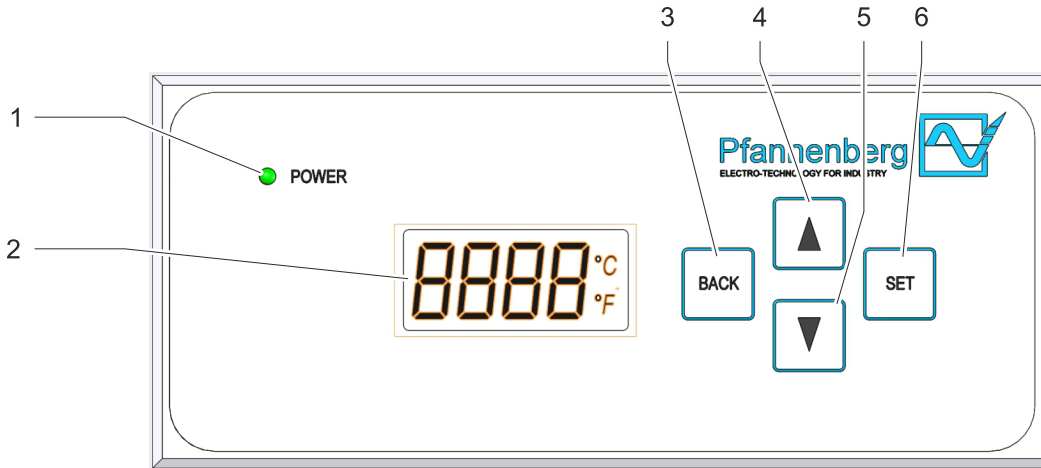 3 4 5 6
1
Pfannenberg
ELECTRO-TECHNOLOGY FOR INDUSTRY
POWER
2
8888 °C
°F
BACK
SET